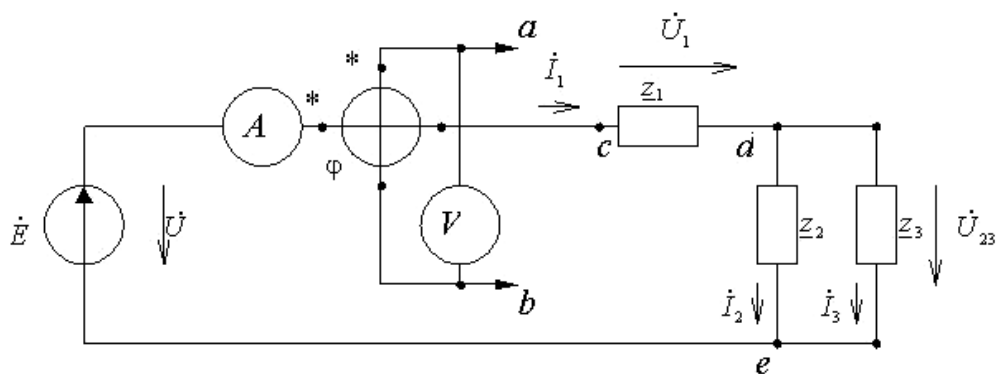 a
U̇₁
*
İ₁
z₁
*
A
c
d
φ
Ė
U̇
V
z₂
z₃
U̇₂₃
b
İ₂
İ₃
e